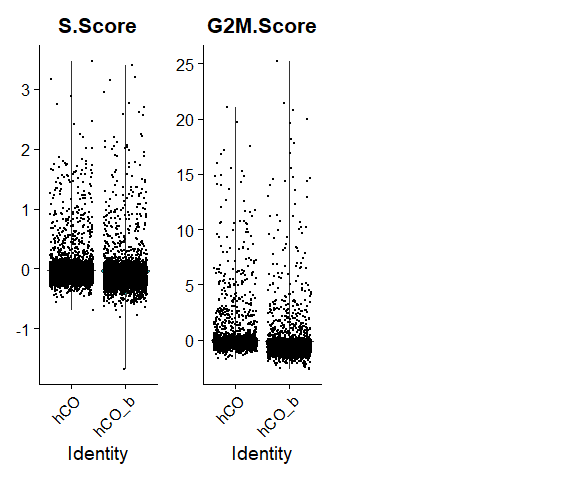 S.Score
3
2
1
0
-1
hCO
hCO_b
Identity
G2M.Score
25
20
15
10
5
0
hCO
hCO_b
Identity